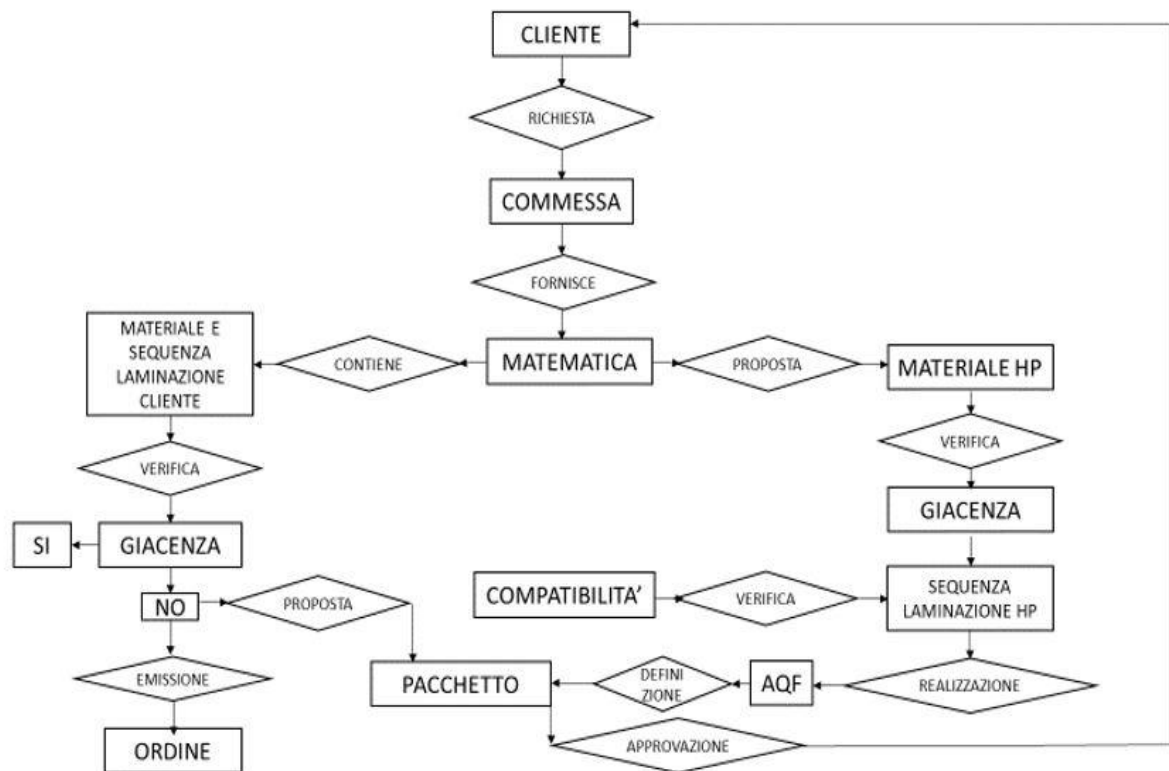 CLIENTE
RICHIESTA
COMMESSA
FORNISCE
MATERIALE E
SEQUENZA
LAMINAZIONE
CLIENTE
CONTIENE
MATEMATICA
PROPOSTA
MATERIALE HP
VERIFICA
VERIFICA
SI
GIACENZA
GIACENZA
NO
PROPOSTA
COMPATIBILITA'
VERIFICA
SEQUENZA
LAMINAZIONE HP
EMISSIONE
PACCHETTO
DEFINI
ZIONE
AQF
REALIZZAZIONE
ORDINE
APPROVAZIONE